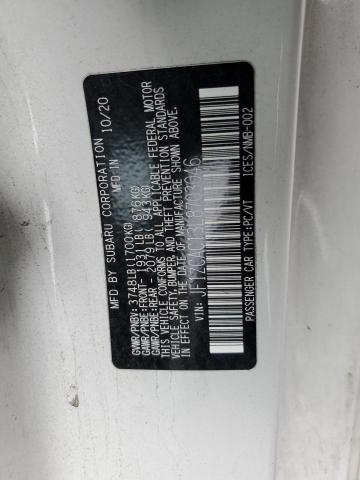 MFD BY SUBARU CORPORATION 10/20
MFD IN
GVWR/PNBV: 3748LB(1700KG)
GAWR/PNBE:FRONT- 1931LB( 876KG)
GAWR/PNBE:REAR - 2079LB( 943KG)
THIS VEHICLE CONFORMS TO ALL APPLICABLE FEDERAL MOTOR
VEHICLE SAFETY,BUMPER AND THEFT PREVENTION STANDARDS
IN EFFECT ON THE DATE OF MANUFACTURE SHOWN ABOVE.
VIN:
PASSENGER CAR TYPE:PC/VT ICES/NMB-002